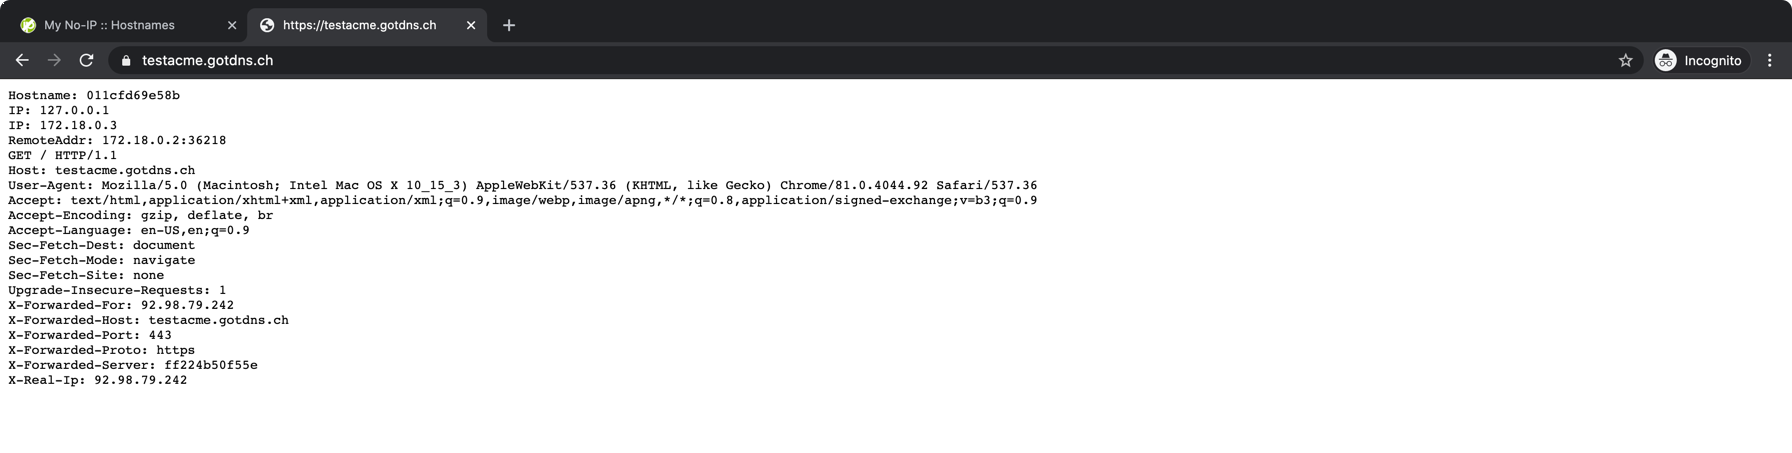 My No-IP :: Hostnames
https://testacme.gotdns.ch
testacme.gotdns.ch
Incognito
Hostname: 011cfd69e58b
IP: 127.0.0.1
IP: 172.18.0.3
RemoteAddr: 172.18.0.2:36218
GET / HTTP/1.1
Host: testacme.gotdns.ch
User-Agent: Mozilla/5.0 (Macintosh; Intel Mac OS X 10_15_3) AppleWebKit/537.36 (KHTML, like Gecko) Chrome/81.0.4044.92 Safari/537.36
Accept: text/html,application/xhtml+xml,application/xml;q=0.9,image/webp,image/apng,*/*;q=0.8,application/signed-exchange;v=b3;q=0.9
Accept-Encoding: gzip, deflate, br
Accept-Language: en-US,en;q=0.9
Sec-Fetch-Dest: document
Sec-Fetch-Mode: navigate
Sec-Fetch-Site: none
Upgrade-Insecure-Requests: 1
X-Forwarded-For: 92.98.79.242
X-Forwarded-Host: testacme.gotdns.ch
X-Forwarded-Port: 443
X-Forwarded-Proto: https
X-Forwarded-Server: ff224b50f55e
X-Real-Ip: 92.98.79.242